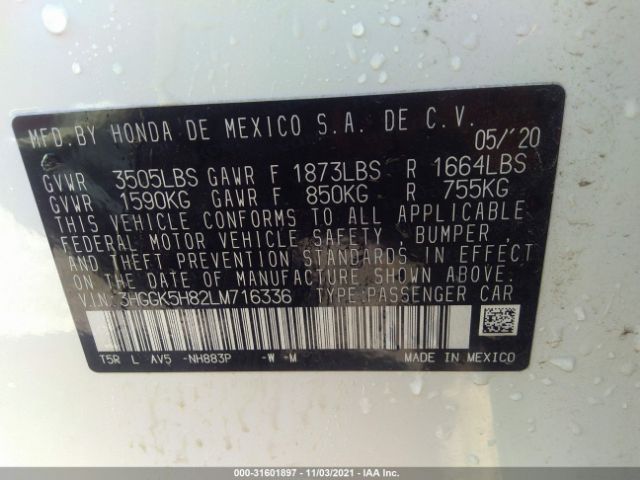 MFD. BY HONDA DE MEXICO S.A. DE C.V.
05/'20
GVWR 3505LBS GAWR F 1873LBS R 1664LBS
GVWR 1590KG GAWR F 850KG R 755KG
THIS VEHICLE CONFORMS TO ALL APPLICABLE
FEDERAL MOTOR VEHICLE SAFETY, BUMPER,
AND THEFT PREVENTION STANDARDS IN EFFECT
ON THE DATE OF MANUFACTURE SHOWN ABOVE.
V.I.N: 3HGGK5H82LM716336 TYPE:PASSENGER CAR
T5R L AV5 -NH883P -W -M MADE IN MEXICO
000-31601897 - 11/03/2021 - IAA Inc.